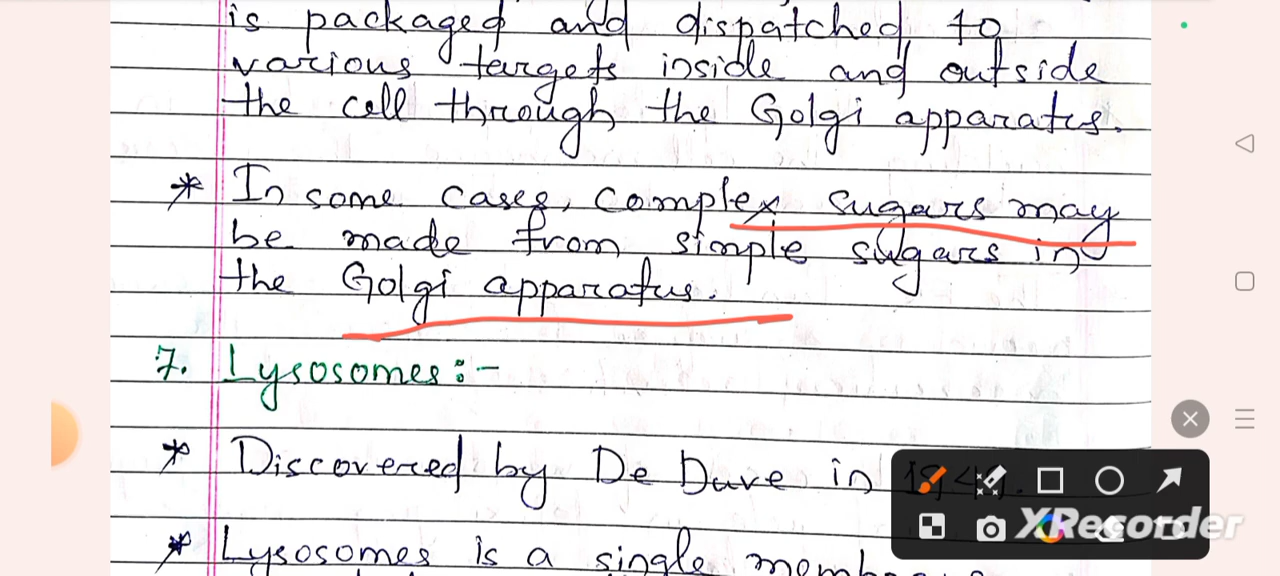 is packaged and dispatched to
various targets inside and outside
the cell through the Golgi apparatus.
* In some cases, complex sugars may
be made from simple sugars in
the Golgi apparatus.
7. Lysosomes:-
* Discovered by De Duve in
* Lysosomes is a single
XRecorder